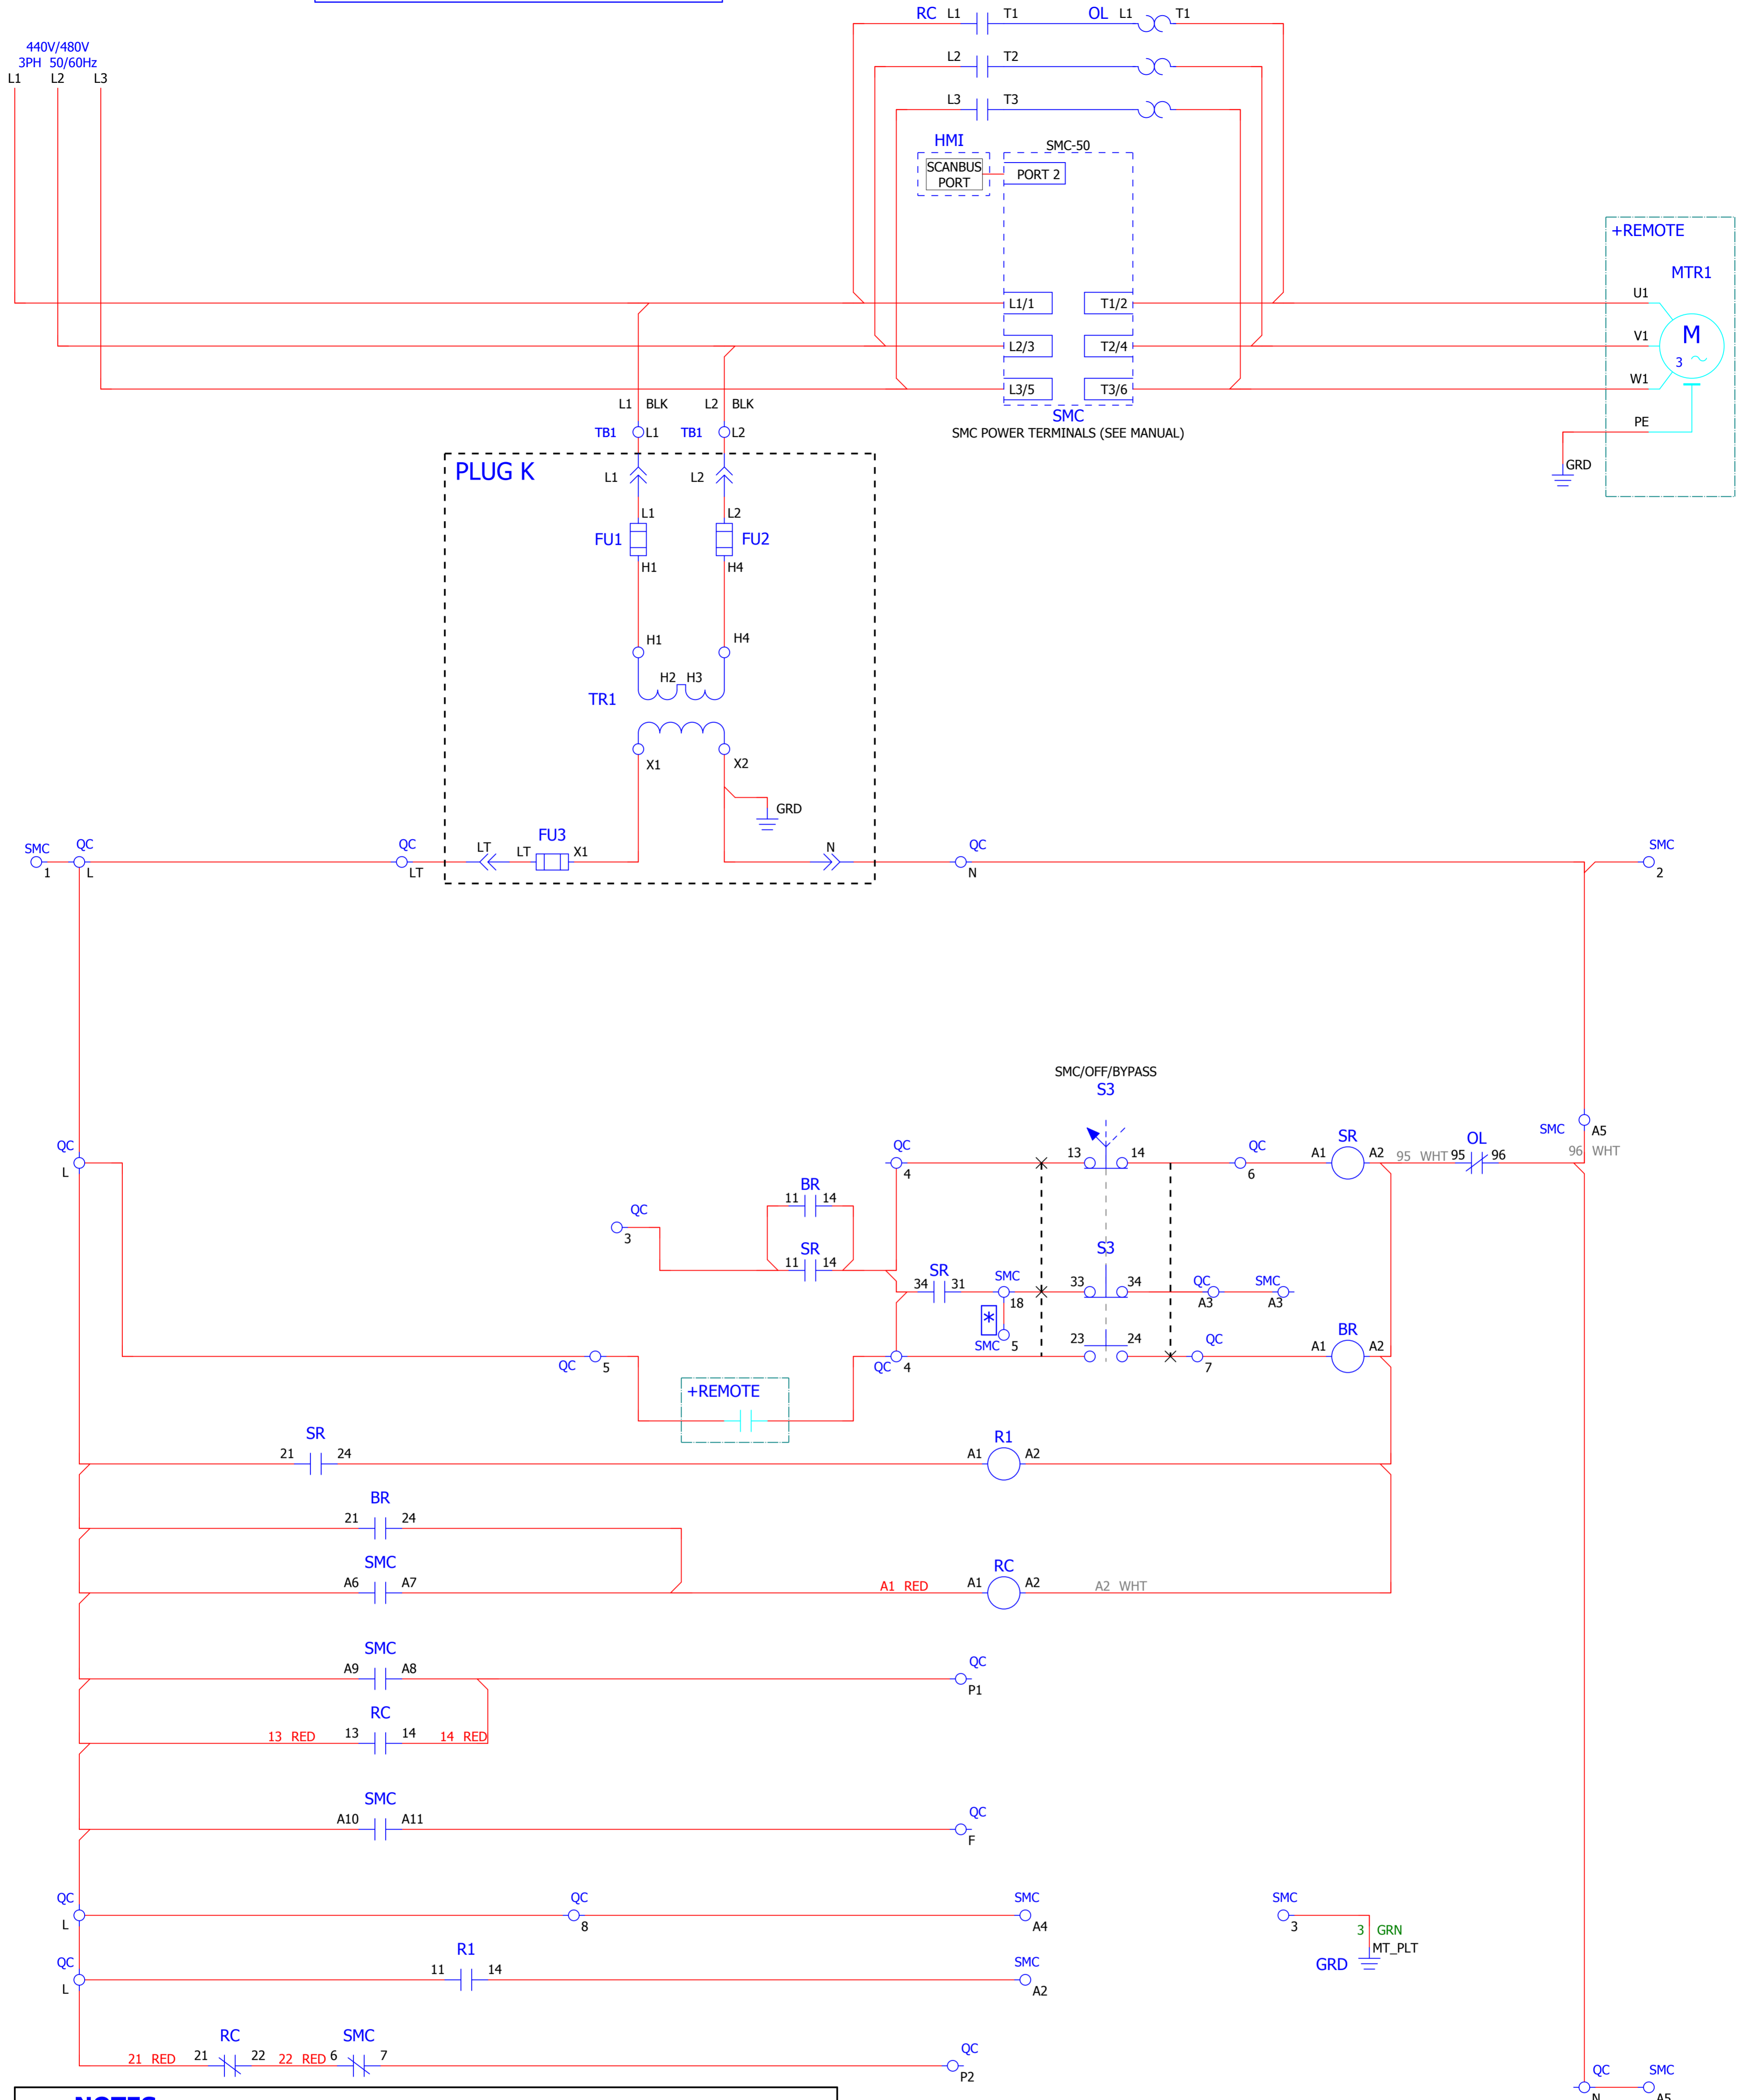 RC L1 T1 OL L1 T1
440V/480V
3PH 50/60Hz
L1 L2 L3
L2 T2
L3 T3
HMI
SMC-50
SCANBUS
PORT
PORT 2
+REMOTE
MTR1
U1
L1/1 T1/2
V1
M
3
L2/3 T2/4
W1
L3/5 T3/6
L1 BLK L2 BLK
SMC
SMC POWER TERMINALS (SEE MANUAL)
PE
GRD
TB1 L1 TB1 L2
PLUG K
L1 L2
L1 L2
FU1 FU2
H1 H4
H1 H4
H2 H3
TR1
X1 X2
GRD
FU3
SMC QC QC LT LT X1 N QC SMC
1 L LT N 2
SMC/OFF/BYPASS
S3
SMC A5
QC QC 13 14 QC SR OL
L 4 6 A1 A2 95 WHT 95 96 96 WHT
BR
11 14
QC
3
SR
11 14
S3
SR SMC
34 31 18 33 34 QC A3 SMC A3
*
SMC 5 23 24 QC BR
QC 5 QC 4 7 A1 A2
+REMOTE
SR R1
21 24 A1 A2
BR
21 24
SMC RC
A6 A7 A1 RED A1 A2 A2 WHT
SMC
A9 A8 QC
P1
RC
13 RED 13 14 14 RED
SMC
A10 A11 QC
F
QC QC SMC SMC
L 8 A4 3
3 GRN
MT_PLT
GRD
QC R1 SMC
L 11 14 A2
RC SMC
21 RED 21 22 22 RED 6 7 QC
P2
QC SMC
N A5
NOTES